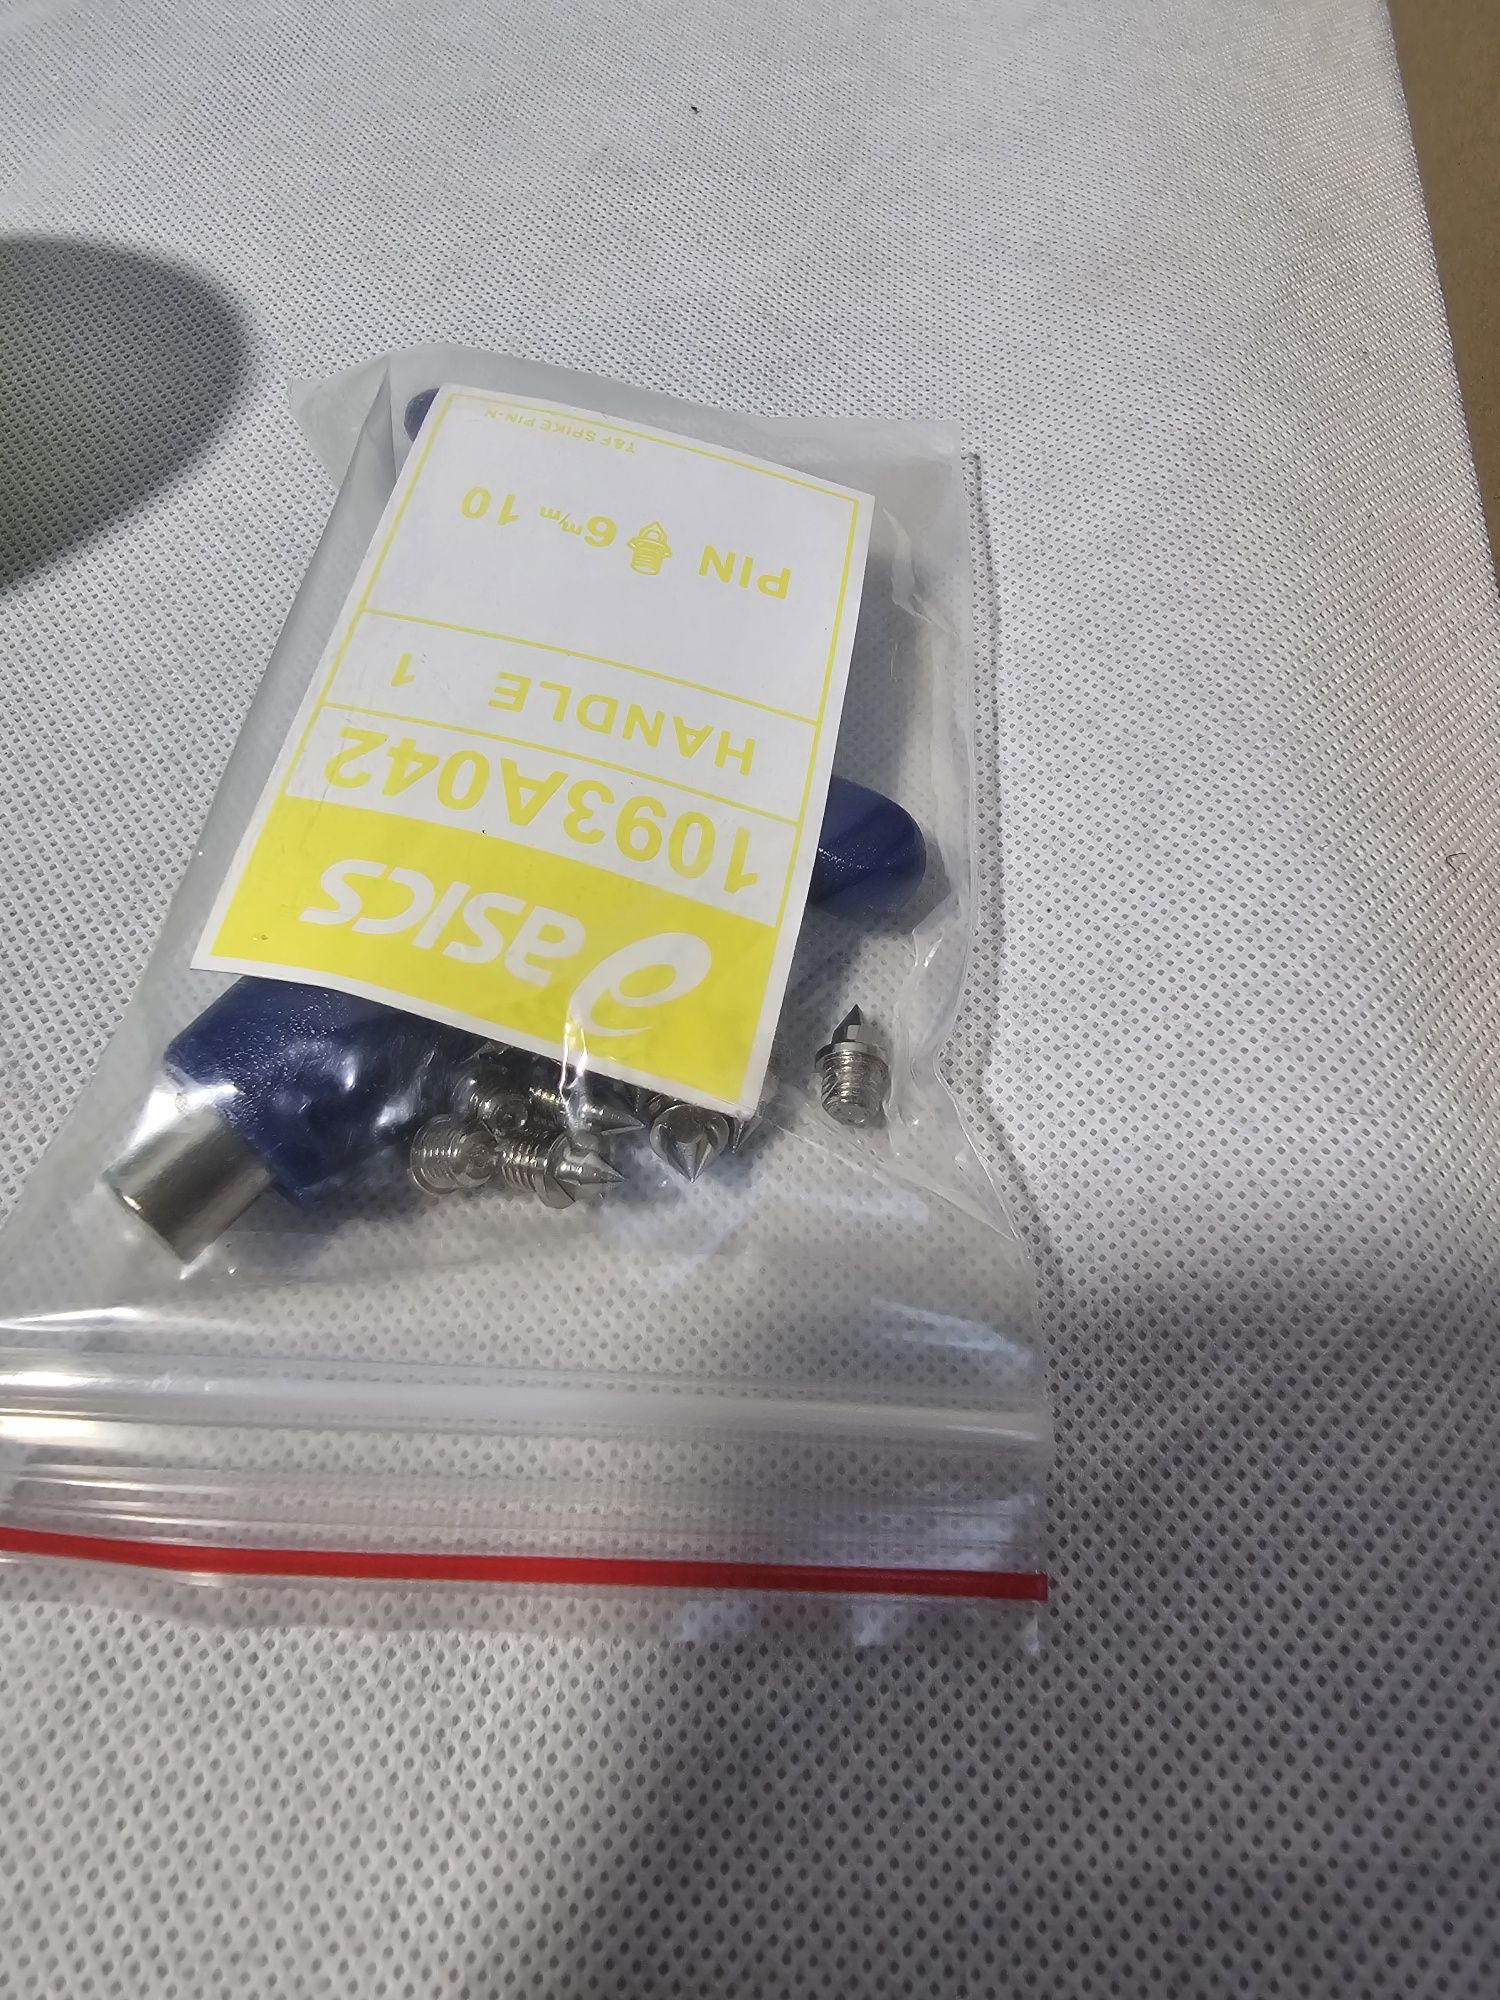 asics
1093A042
HANDLE 1
PIN 6m/m 10
T&F SPIKE PIN-N